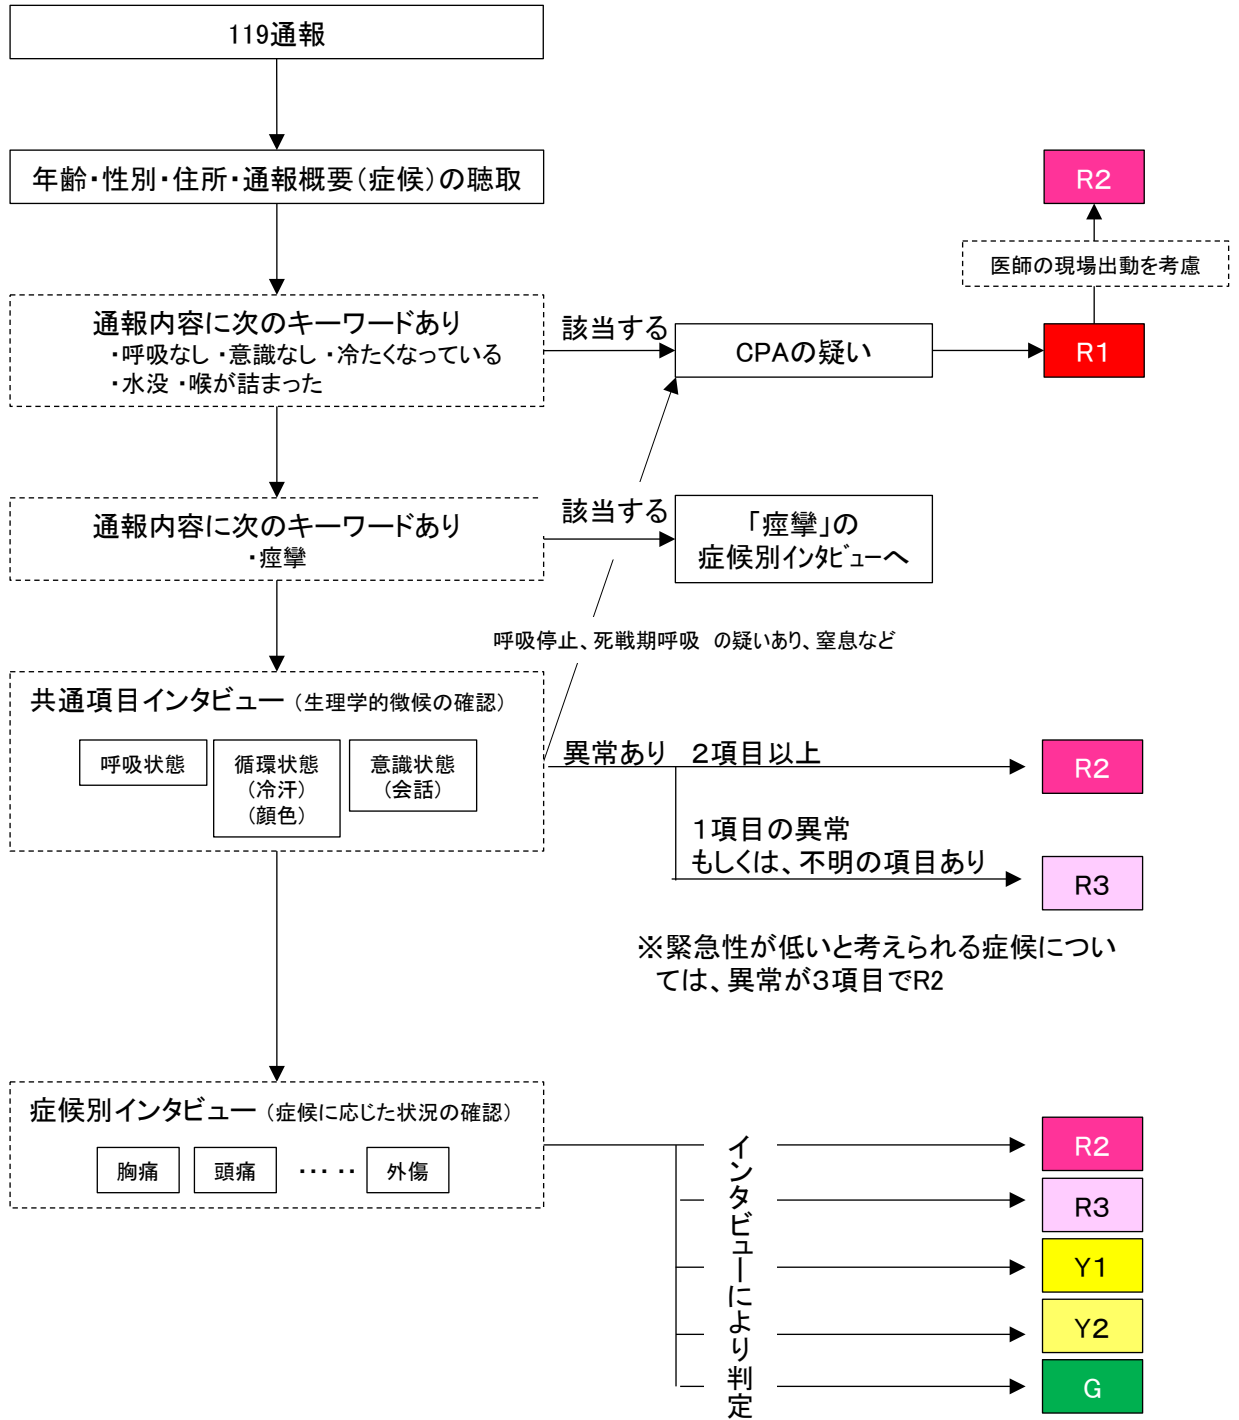 119通報
年齢・性別・住所・通報概要(症候)の聴取
R2
医師の現場出動を考慮
通報内容に次のキーワードあり
・呼吸なし ・意識なし ・冷たくなっている
・水没 ・喉が詰まった
該当する
CPAの疑い
R1
通報内容に次のキーワードあり
・痙攣
該当する
「痙攣」の
症候別インタビューへ
呼吸停止、死戦期呼吸 の疑いあり、窒息など
共通項目インタビュー (生理学的徴候の確認)
呼吸状態
循環状態
(冷汗)
(顔色)
意識状態
(会話)
異常あり
2項目以上
R2
1項目の異常
もしくは、不明の項目あり
R3
※緊急性が低いと考えられる症候につい
ては、異常が3項目でR2
症候別インタビュー (症候に応じた状況の確認)
胸痛
頭痛
・・・ ・・
外傷
インタビューにより判定
R2
R3
Y1
Y2
G